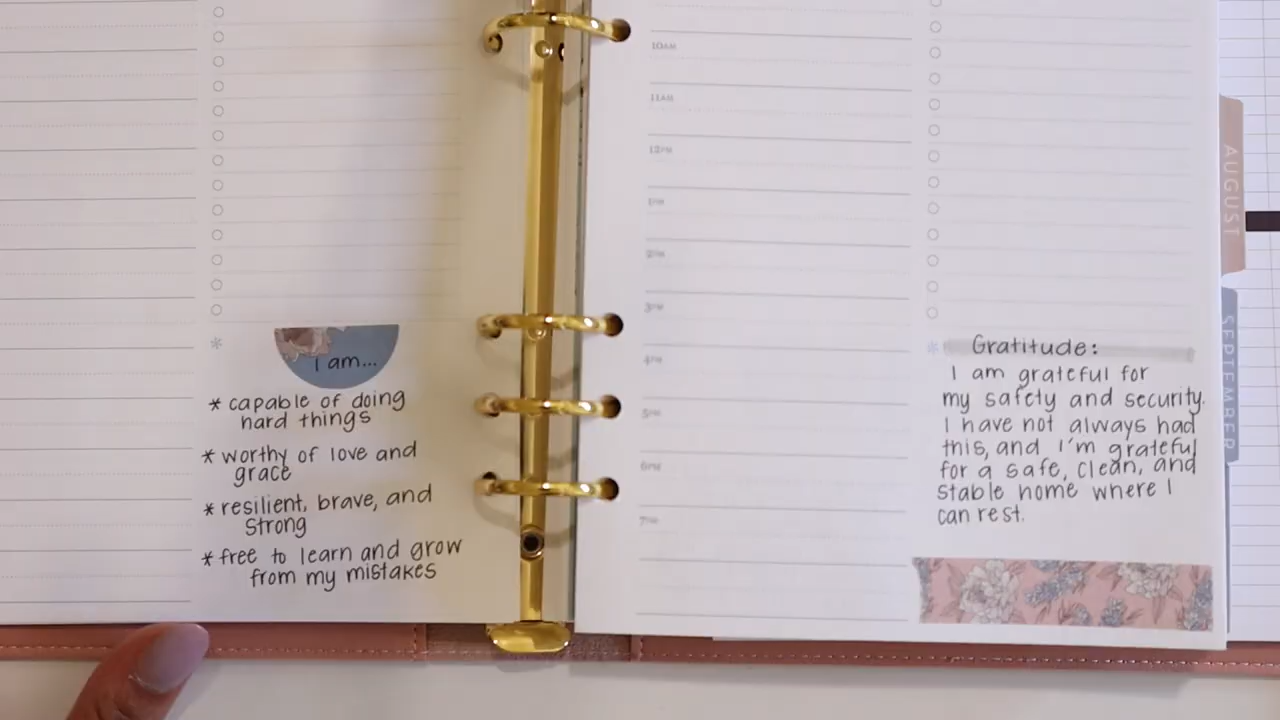 I am...
* capable of doing
hard things
* worthy of love and
grace
* resilient, brave, and
strong
* free to learn and grow
from my mistakes
10AM
11AM
12PM
1PM
2PM
3PM
4PM
5PM
6PM
7PM
* Gratitude:
I am grateful for
my safety and security.
I have not always had
this, and I'm grateful
for a safe, clean, and
stable home where I
can rest.
AUGUST
SEPTEMBER